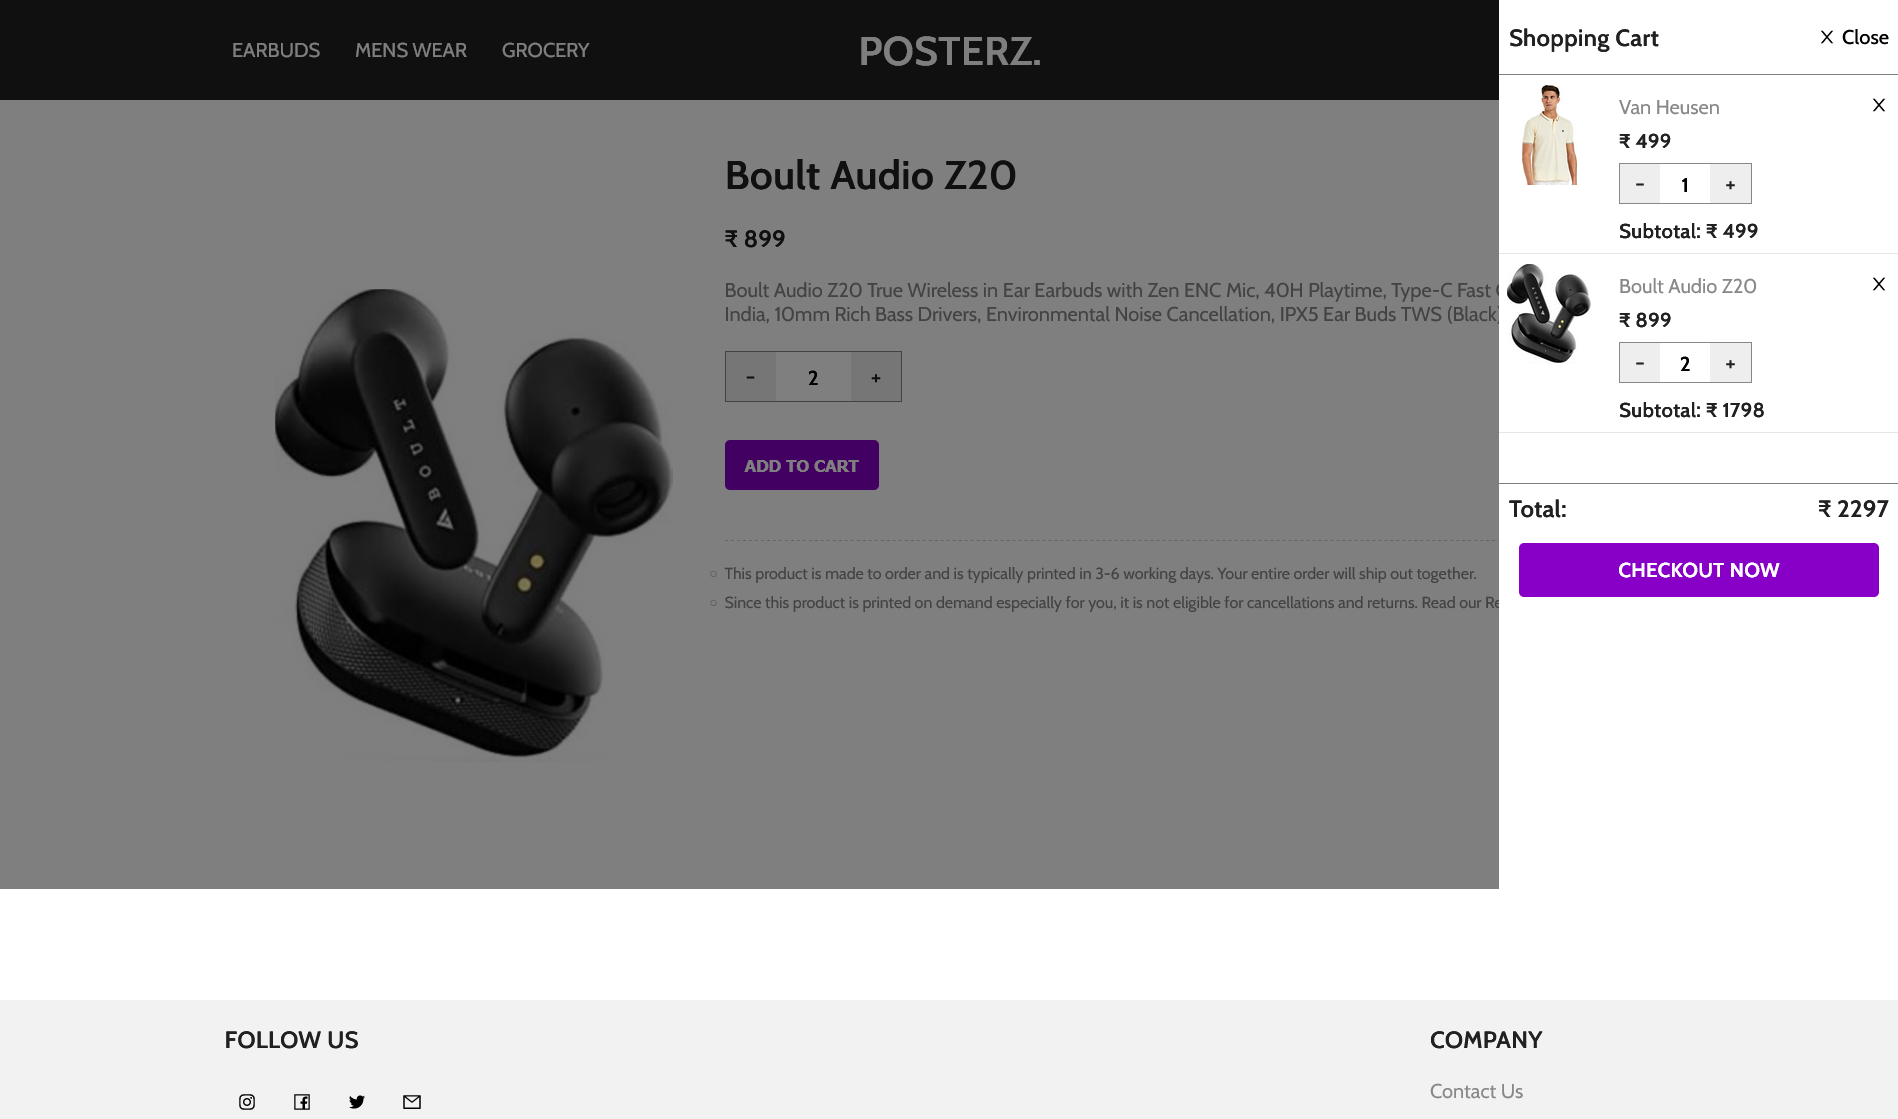 EARBUDS MENS WEAR GROCERY
POSTERZ.
Boult Audio Z20
₹ 899
Boult Audio Z20 True Wireless in Ear Earbuds with Zen ENC Mic, 40H Playtime, Type-C Fast
India, 10mm Rich Bass Drivers, Environmental Noise Cancellation, IPX5 Ear Buds TWS (Black)
- 2 +
ADD TO CART
This product is made to order and is typically printed in 3-6 working days. Your entire order will ship out together.
Since this product is printed on demand especially for you, it is not eligible for cancellations and returns. Read our Re
BOULT
Shopping Cart
X Close
Van Heusen X
₹ 499
- 1 +
Subtotal: ₹ 499
Boult Audio Z20 X
₹ 899
- 2 +
Subtotal: ₹ 1798
Total: ₹ 2297
CHECKOUT NOW
FOLLOW US
COMPANY
Contact Us